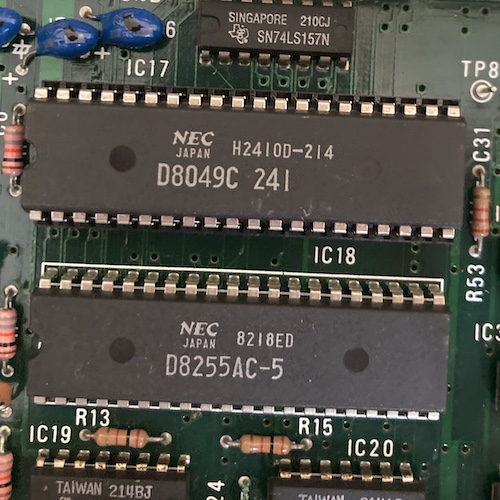 6
SINGAPORE 210CJ
SN74LS157N
IC17
TP8
NEC
JAPAN H2410D-214
D8049C 241
C31
IC18
R53
NEC
JAPAN 8218ED
D8255AC-5
R13
R15
IC19
IC20
24
TAIWAN 214BJ
TAIWAN